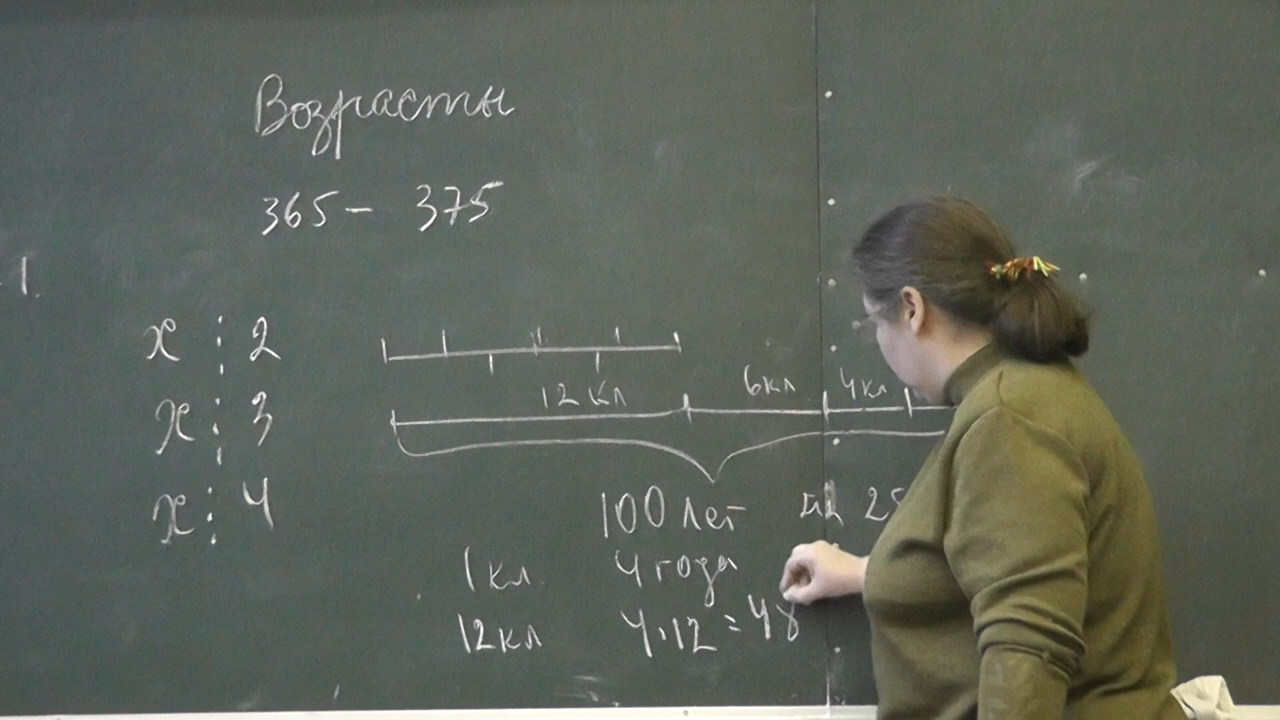 Возрасты
365 - 375
1.
x ⋮ 2
x ⋮ 3
12 кл 6 кл 4 кл
x ⋮ 4
100 лет 25
1 кл 4 года
12 кл 4·12=48